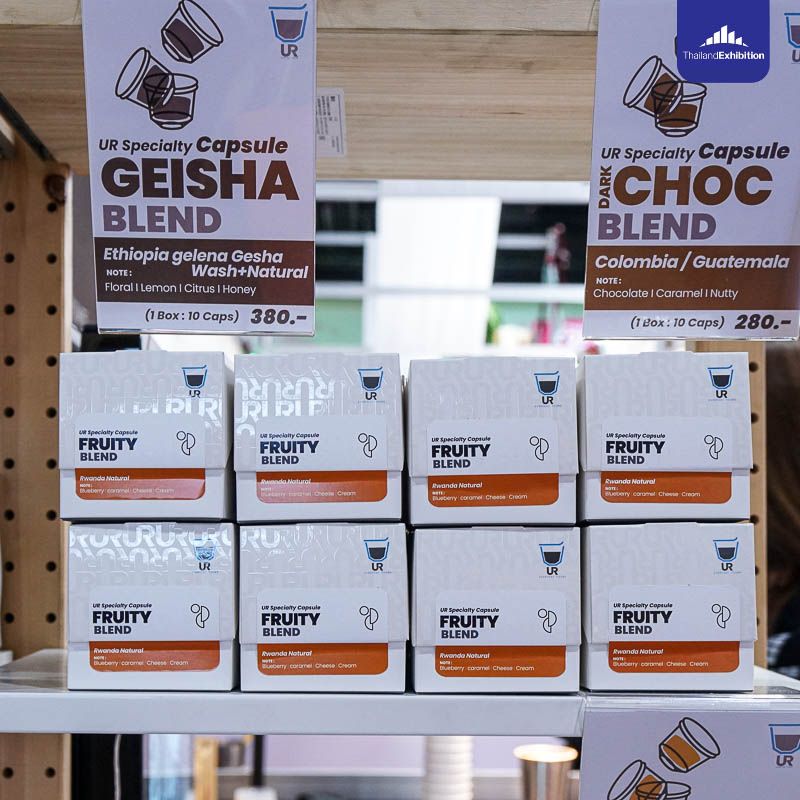 ThailandExhibition
UR
UR Specialty Capsule
GEISHA
BLEND
Ethiopia gelena Gesha
Wash+Natural
NOTE :
Floral | Lemon | Citrus | Honey
(1 Box : 10 Caps) 380.-
UR Specialty Capsule
DARK
CHOC
BLEND
Colombia / Guatemala
NOTE :
Chocolate | Caramel | Nutty
(1 Box : 10 Caps) 280.-
UR
UR Specialty Capsule
FRUITY
BLEND
Rwanda Natural
NOTE :
Blueberry | caramel | Cheese | Cream
UR
UR Specialty Capsule
FRUITY
BLEND
Rwanda Natural
NOTE :
Blueberry | caramel | Cheese | Cream
UR
UR Specialty Capsule
FRUITY
BLEND
Rwanda Natural
NOTE :
Blueberry | caramel | Cheese | Cream
UR
UR Specialty Capsule
FRUITY
BLEND
Rwanda Natural
NOTE :
Blueberry | caramel | Cheese | Cream
UR
UR Specialty Capsule
FRUITY
BLEND
Rwanda Natural
NOTE :
Blueberry | caramel | Cheese | Cream
UR
UR Specialty Capsule
FRUITY
BLEND
Rwanda Natural
NOTE :
Blueberry | caramel | Cheese | Cream
UR
UR Specialty Capsule
FRUITY
BLEND
Rwanda Natural
NOTE :
Blueberry | caramel | Cheese | Cream
UR
UR Specialty Capsule
FRUITY
BLEND
Rwanda Natural
NOTE :
Blueberry | caramel | Cheese | Cream
UR